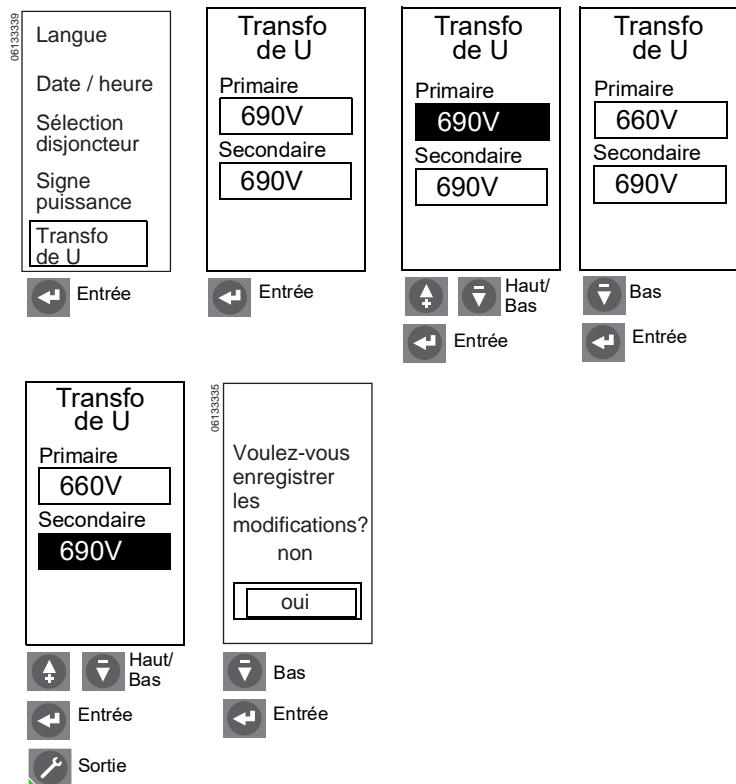 06133339
Langue
Date / heure
Sélection
disjoncteur
Signe
puissance
Transfo
de U
Entrée
Transfo
de U
Primaire
690V
Secondaire
690V
Entrée
Transfo
de U
Primaire
690V
Secondaire
690V
Haut/
Bas
Entrée
Transfo
de U
Primaire
660V
Secondaire
690V
Bas
Entrée
Transfo
de U
Primaire
660V
Secondaire
690V
Haut/
Bas
Entrée
Sortie
06133335
Voulez-vous
enregistrer
les
modifications?
non
oui
Bas
Entrée